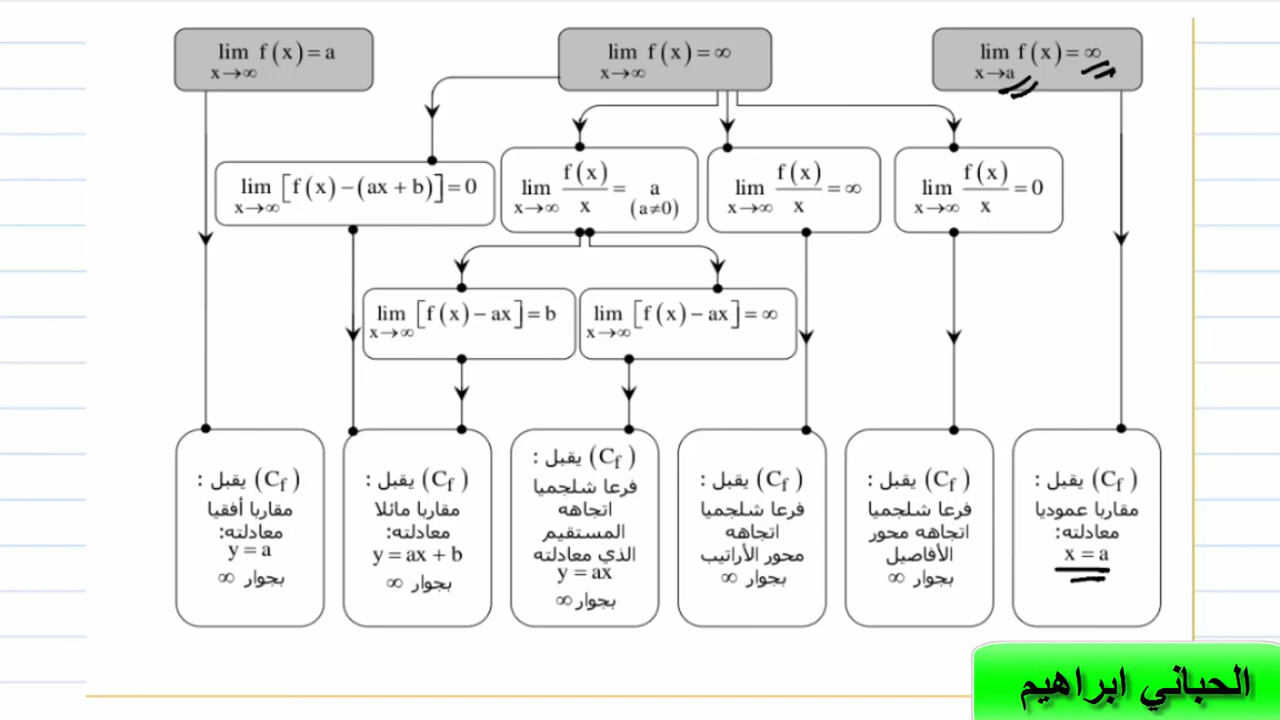 lim f(x)=a
x→∞
lim f(x)=∞
x→∞
lim f(x)=∞
x→a
lim [f(x)−(ax+b)]=0
x→∞
lim f(x)/x = a
x→∞ (a≠0)
lim f(x)/x =∞
x→∞
lim f(x)/x =0
x→∞
lim [f(x)−ax]=b
x→∞
lim [f(x)−ax]=∞
x→∞
(Cf) يقبل :
مقاربا أفقيا
معادلته:
y = a
بجوار ∞
(Cf) يقبل :
مقاربا مائلا
معادلته:
y = ax + b
بجوار ∞
(Cf) يقبل :
فرعا شلجميا
اتجاهه
المستقيم
الذي معادلته
y = ax
بجوار ∞
(Cf) يقبل :
فرعا شلجميا
اتجاهه
محور الأراتيب
بجوار ∞
(Cf) يقبل :
فرعا شلجميا
اتجاهه محور
الأفاصيل
بجوار ∞
(Cf) يقبل :
مقاربا عموديا
معادلته:
x = a
الحباني ابراهيم